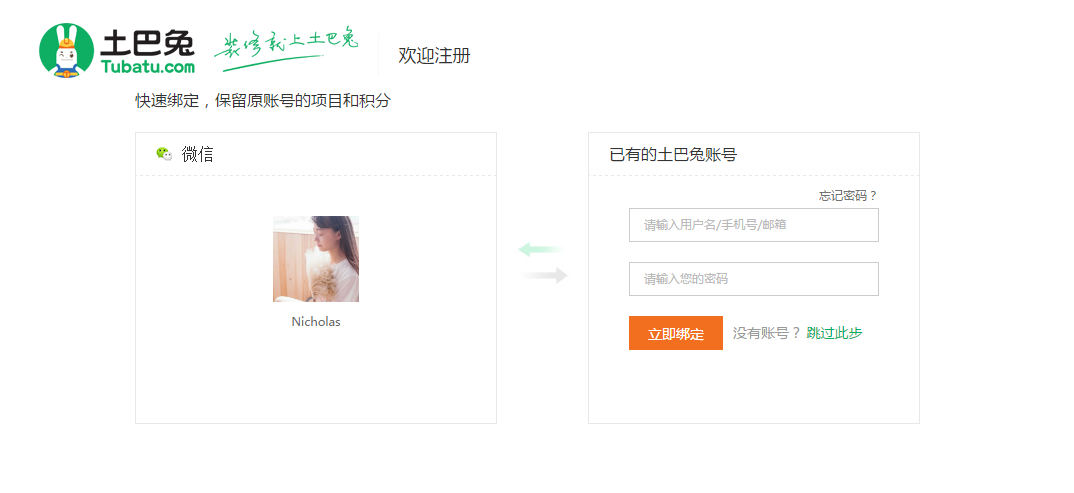 土巴兔
Tubatu.com
装修就上土巴兔
欢迎注册
快速绑定，保留原账号的项目和积分
微信
Nicholas
已有的土巴兔账号
忘记密码？
请输入用户名/手机号/邮箱
请输入您的密码
立即绑定 没有账号？ 跳过此步